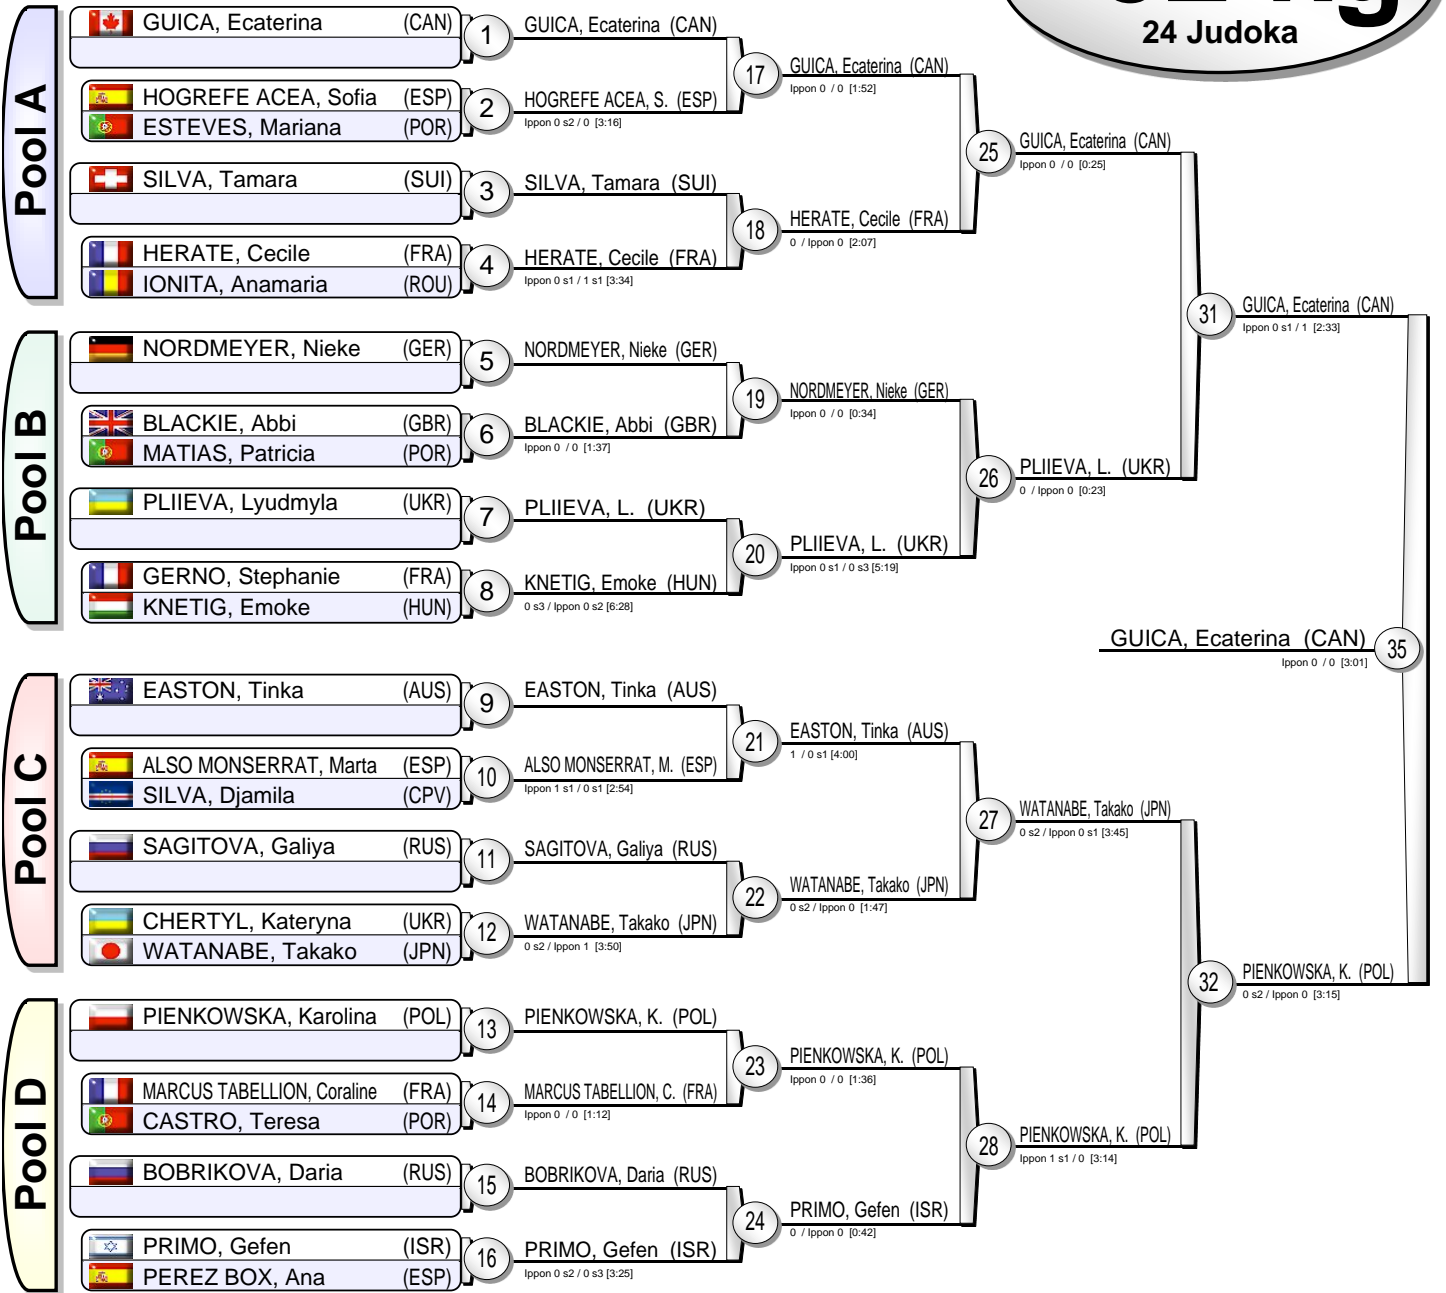 24 Judoka
Pool A
GUICA, Ecaterina (CAN)
HOGREFE ACEA, Sofia (ESP)
ESTEVES, Mariana (POR)
SILVA, Tamara (SUI)
HERATE, Cecile (FRA)
IONITA, Anamaria (ROU)
Pool B
NORDMEYER, Nieke (GER)
BLACKIE, Abbi (GBR)
MATIAS, Patricia (POR)
PLIIEVA, Lyudmyla (UKR)
GERNO, Stephanie (FRA)
KNETIG, Emoke (HUN)
Pool C
EASTON, Tinka (AUS)
ALSO MONSERRAT, Marta (ESP)
SILVA, Djamila (CPV)
SAGITOVA, Galiya (RUS)
CHERTYL, Kateryna (UKR)
WATANABE, Takako (JPN)
Pool D
PIENKOWSKA, Karolina (POL)
MARCUS TABELLION, Coraline (FRA)
CASTRO, Teresa (POR)
BOBRIKOVA, Daria (RUS)
PRIMO, Gefen (ISR)
PEREZ BOX, Ana (ESP)
1
GUICA, Ecaterina (CAN)
2
HOGREFE ACEA, S. (ESP)
Ippon 0 s2 / 0 [3:16]
3
SILVA, Tamara (SUI)
4
HERATE, Cecile (FRA)
Ippon 0 s1 / 1 s1 [3:34]
5
NORDMEYER, Nieke (GER)
6
BLACKIE, Abbi (GBR)
Ippon 0 / 0 [1:37]
7
PLIIEVA, L. (UKR)
8
KNETIG, Emoke (HUN)
0 s3 / Ippon 0 s2 [6:28]
9
EASTON, Tinka (AUS)
10
ALSO MONSERRAT, M. (ESP)
Ippon 1 s1 / 0 s1 [2:54]
11
SAGITOVA, Galiya (RUS)
12
WATANABE, Takako (JPN)
0 s2 / Ippon 1 [3:50]
13
PIENKOWSKA, K. (POL)
14
MARCUS TABELLION, C. (FRA)
Ippon 0 / 0 [1:12]
15
BOBRIKOVA, Daria (RUS)
16
PRIMO, Gefen (ISR)
Ippon 0 s2 / 0 s3 [3:25]
17
GUICA, Ecaterina (CAN)
Ippon 0 / 0 [1:52]
18
HERATE, Cecile (FRA)
0 / Ippon 0 [2:07]
19
NORDMEYER, Nieke (GER)
Ippon 0 / 0 [0:34]
20
PLIIEVA, L. (UKR)
Ippon 0 s1 / 0 s3 [5:19]
21
EASTON, Tinka (AUS)
1 / 0 s1 [4:00]
22
WATANABE, Takako (JPN)
0 s2 / Ippon 0 [1:47]
23
PIENKOWSKA, K. (POL)
Ippon 0 / 0 [1:36]
24
PRIMO, Gefen (ISR)
0 / Ippon 0 [0:42]
25
GUICA, Ecaterina (CAN)
Ippon 0 / 0 [0:25]
26
PLIIEVA, L. (UKR)
0 / Ippon 0 [0:23]
27
WATANABE, Takako (JPN)
0 s2 / Ippon 0 s1 [3:45]
28
PIENKOWSKA, K. (POL)
Ippon 1 s1 / 0 [3:14]
31
GUICA, Ecaterina (CAN)
Ippon 0 s1 / 1 [2:33]
32
PIENKOWSKA, K. (POL)
0 s2 / Ippon 0 [3:15]
GUICA, Ecaterina (CAN)
35
Ippon 0 / 0 [3:01]